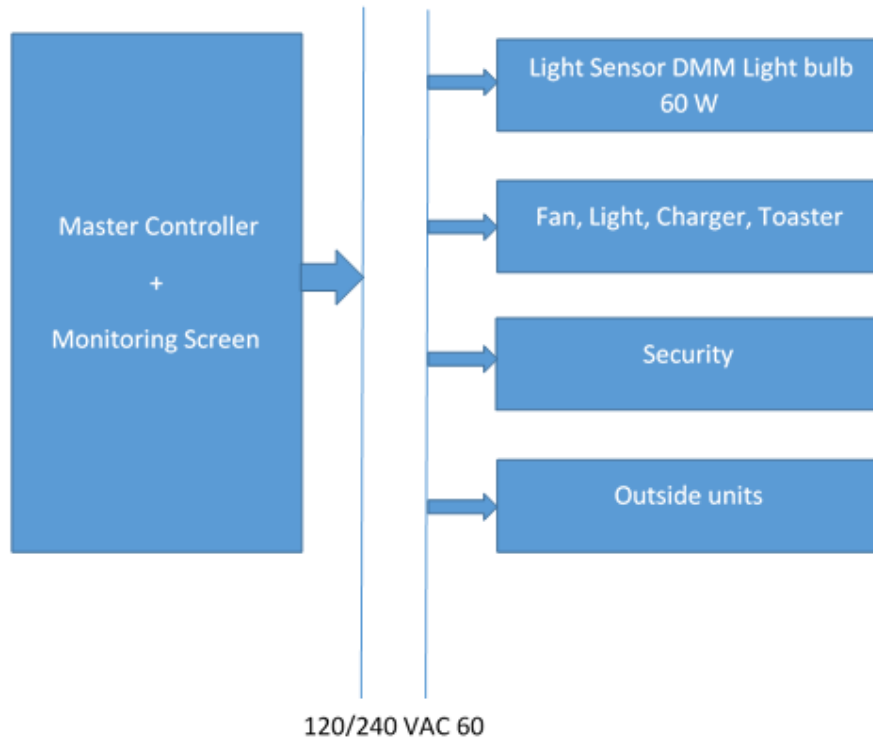 Master Controller
+
Monitoring Screen
Light Sensor DMM Light bulb
60 W
Fan, Light, Charger, Toaster
Security
Outside units
120/240 VAC 60